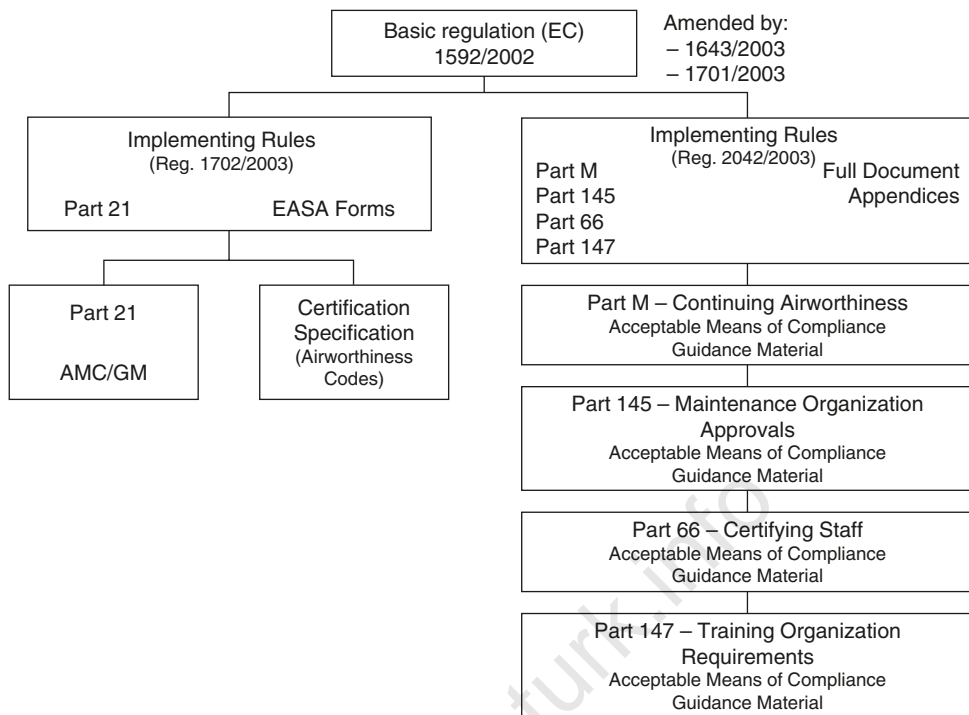 Basic regulation (EC)
1592/2002
Amended by:
– 1643/2003
– 1701/2003
Implementing Rules
(Reg. 1702/2003)
Part 21 EASA Forms
Part 21
AMC/GM
Certification
Specification
(Airworthiness
Codes)
Implementing Rules
(Reg. 2042/2003)
Part M Full Document
Part 145 Appendices
Part 66
Part 147
Part M – Continuing Airworthiness
Acceptable Means of Compliance
Guidance Material
Part 145 – Maintenance Organization
Approvals
Acceptable Means of Compliance
Guidance Material
Part 66 – Certifying Staff
Acceptable Means of Compliance
Guidance Material
Part 147 – Training Organization
Requirements
Acceptable Means of Compliance
Guidance Material
turk.info